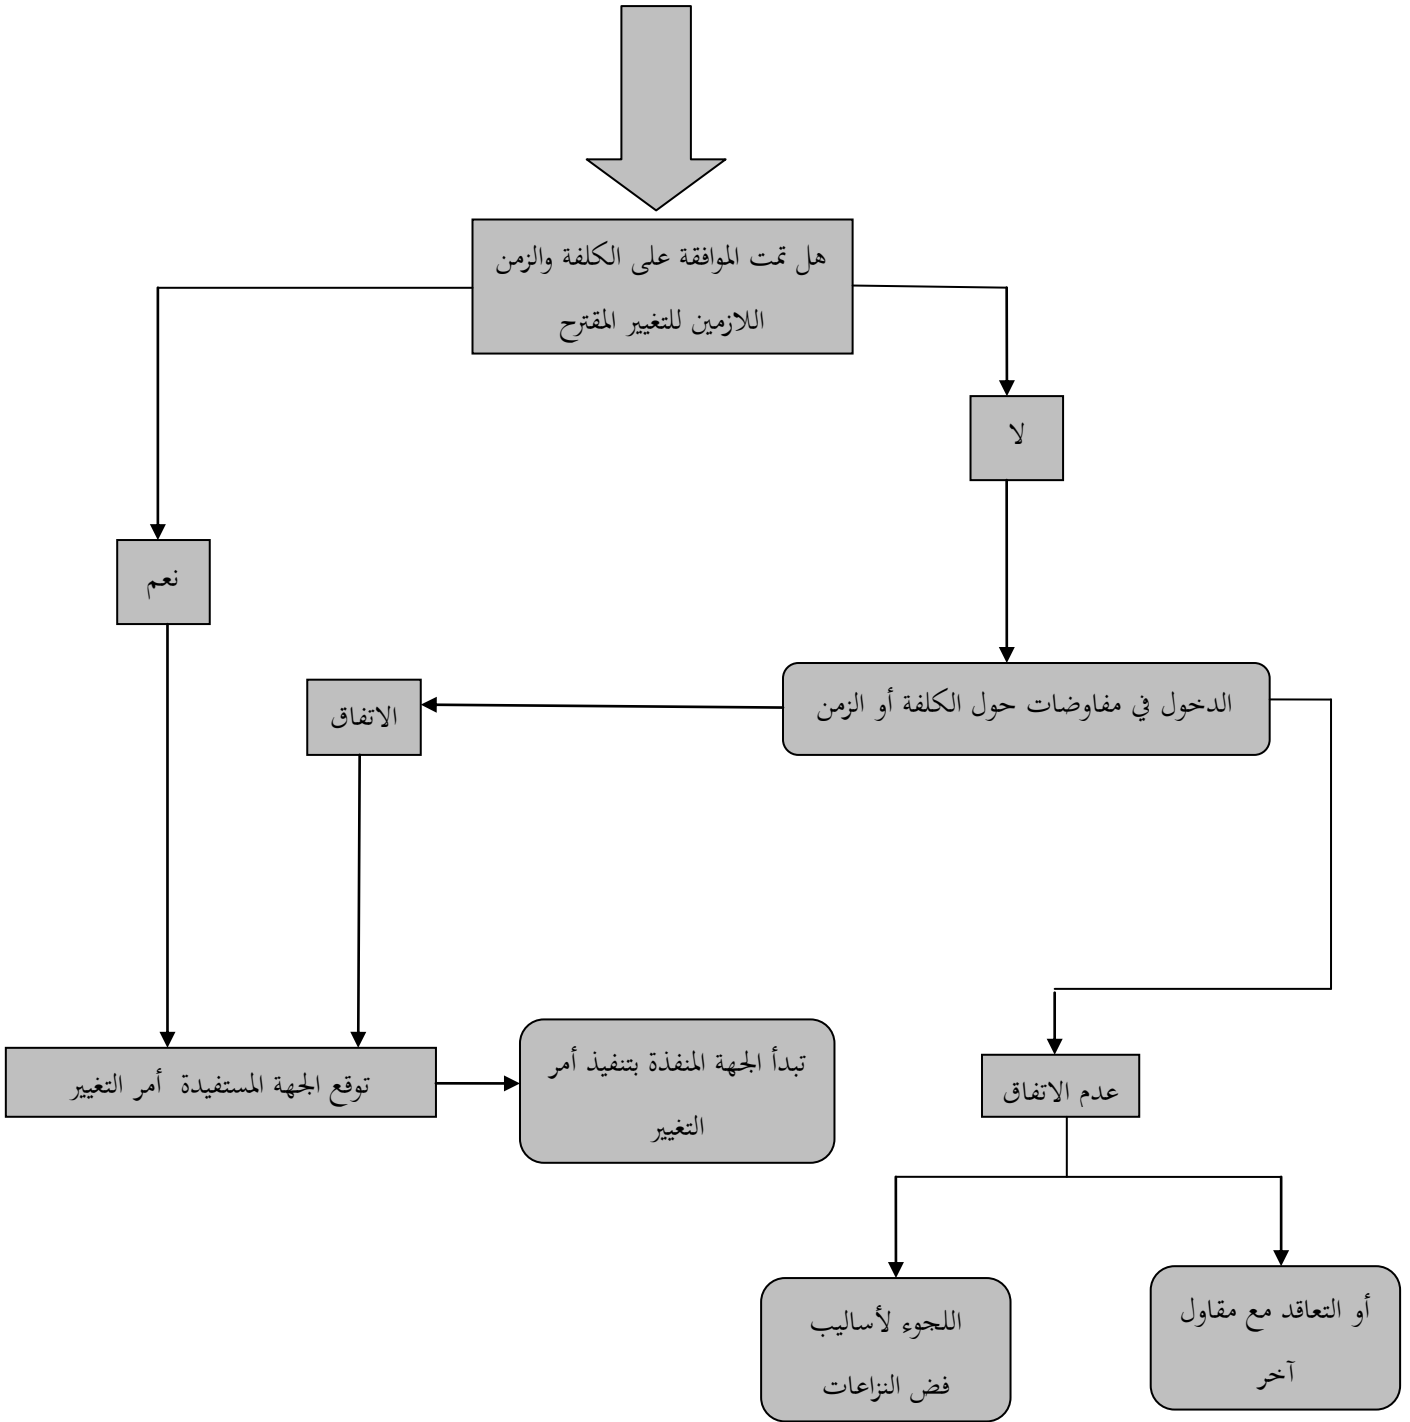 هل تمت الموافقة على الكلفة والزمن
اللازمين للتغيير المقترح
لا
نعم
الدخول في مفاوضات حول الكلفة أو الزمن
الاتفاق
تبدأ الجهة المنفذة بتنفيذ أمر
التغيير
توقع الجهة المستفيدة أمر التغيير
عدم الاتفاق
أو التعاقد مع مقاول
آخر
اللجوء لأساليب
فض النزاعات